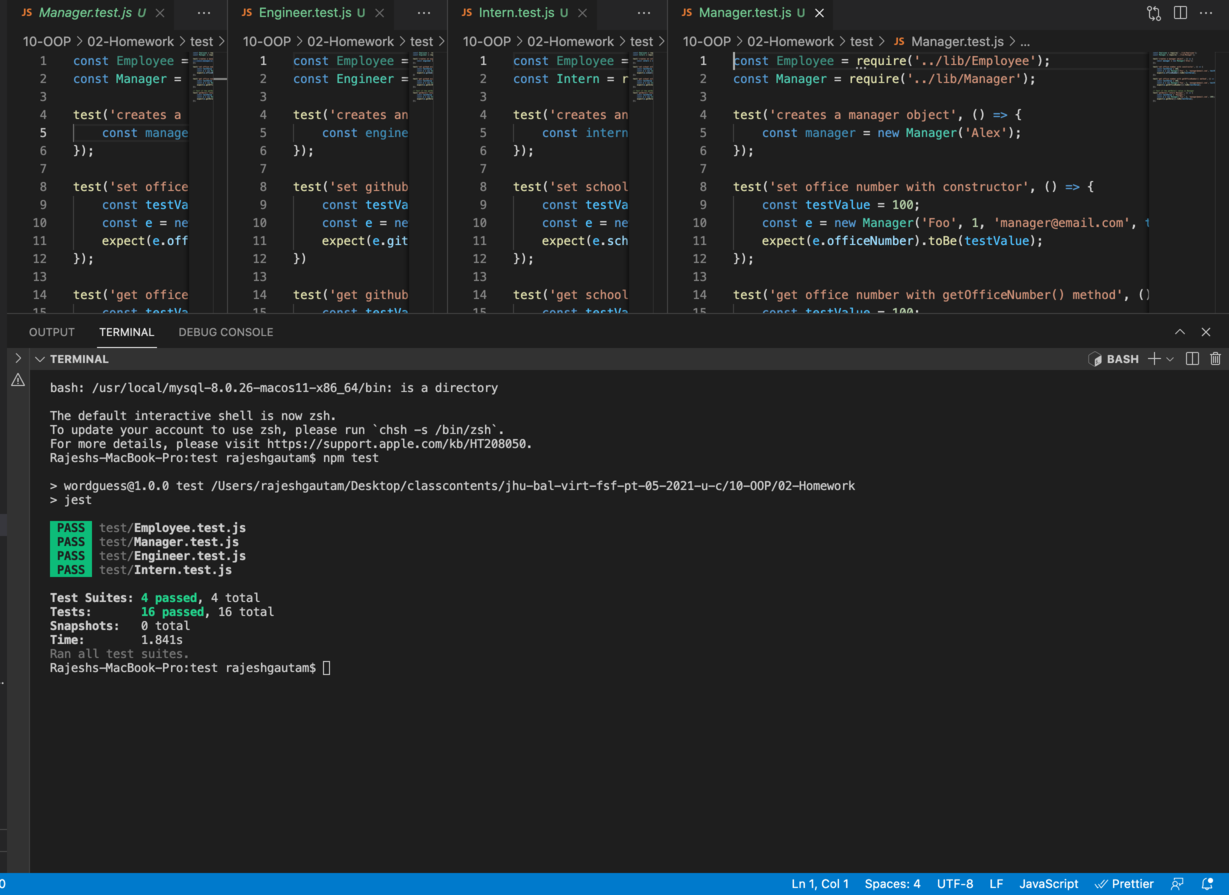 JS Manager.test.js U
JS Engineer.test.js U
JS Intern.test.js U
JS Manager.test.js U
10-OOP > 02-Homework > test >
1 const Employee =
2 const Manager =
3
4 test('creates a
5 const manage
6 });
7
8 test('set office
9 const testVa
10 const e = ne
11 expect(e.off
12 });
13
14 test('get office
15 const testVa
10-OOP > 02-Homework > test >
1 const Employee =
2 const Engineer =
3
4 test('creates an
5 const engine
6 });
7
8 test('set github
9 const testVa
10 const e = ne
11 expect(e.git
12 })
13
14 test('get github
15 const testVa
10-OOP > 02-Homework > test >
1 const Employee =
2 const Intern = r
3
4 test('creates an
5 const intern
6 });
7
8 test('set school
9 const testVa
10 const e = ne
11 expect(e.sch
12 });
13
14 test('get school
15 const testVa
10-OOP > 02-Homework > test > JS Manager.test.js > ...
1 const Employee = require('../lib/Employee');
2 const Manager = require('../lib/Manager');
3
4 test('creates a manager object', () => {
5 const manager = new Manager('Alex');
6 });
7
8 test('set office number with constructor', () => {
9 const testValue = 100;
10 const e = new Manager('Foo', 1, 'manager@email.com', t
11 expect(e.officeNumber).toBe(testValue);
12 });
13
14 test('get office number with getOfficeNumber() method', ()
15 const testValue = 100;
OUTPUT TERMINAL DEBUG CONSOLE
TERMINAL
BASH
bash: /usr/local/mysql-8.0.26-macos11-x86_64/bin: is a directory
The default interactive shell is now zsh.
To update your account to use zsh, please run `chsh -s /bin/zsh`.
For more details, please visit https://support.apple.com/kb/HT208050.
Rajeshs-MacBook-Pro:test rajeshgautam$ npm test
> wordguess@1.0.0 test /Users/rajeshgautam/Desktop/classcontents/jhu-bal-virt-fsf-pt-05-2021-u-c/10-OOP/02-Homework
> jest
PASS test/Employee.test.js
PASS test/Manager.test.js
PASS test/Engineer.test.js
PASS test/Intern.test.js
Test Suites: 4 passed, 4 total
Tests: 16 passed, 16 total
Snapshots: 0 total
Time: 1.841s
Ran all test suites.
Rajeshs-MacBook-Pro:test rajeshgautam$
0
Ln 1, Col 1 Spaces: 4 UTF-8 LF JavaScript Prettier